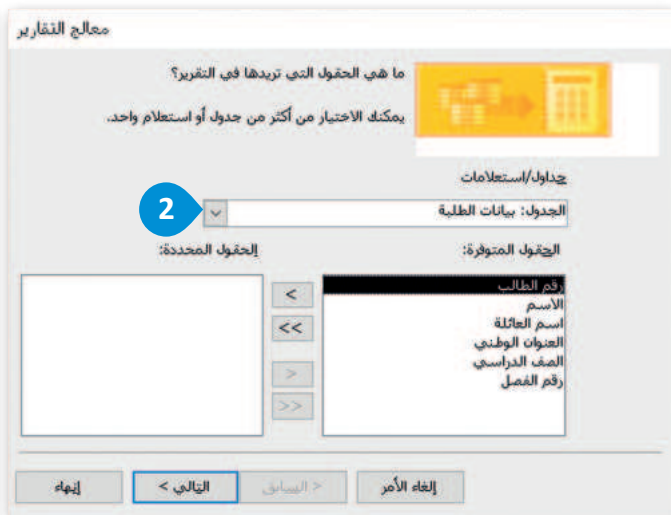 معالج التقارير
ما هي الحقول التي تريدها في التقرير؟
يمكنك الاختيار من أكثر من جدول أو استعلام واحد.
جداول/استعلامات
الجدول: بيانات الطلبة
2
الحقول المتوفرة:
الحقول المحددة:
رقم الطالب
الاسم
اسم العائلة
العنوان الوطني
الصف الدراسي
رقم الفصل
<
<<
>
>>
إلغاء الأمر
< السابق
التالي >
إنهاء